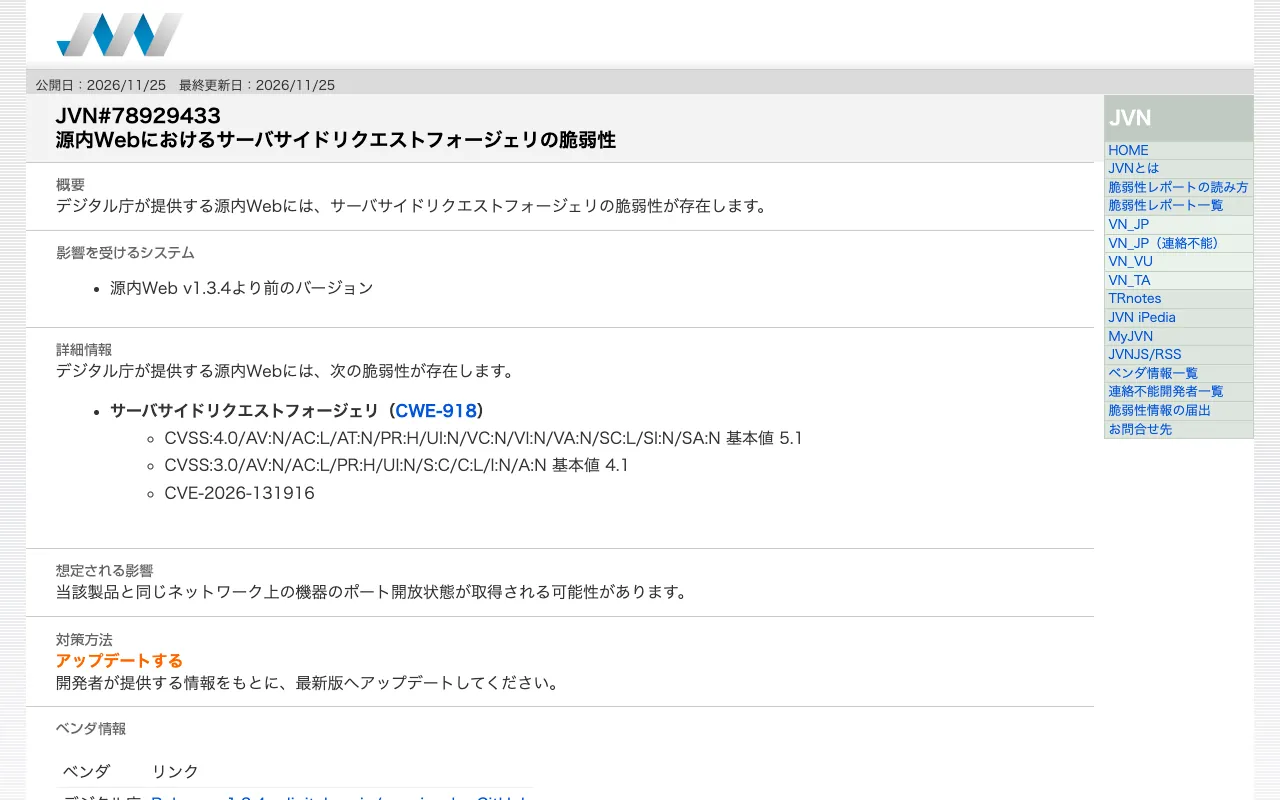 JVN
公開日：2026/11/25　最終更新日：2026/11/25
JVN#78929433
源内Webにおけるサーバサイドリクエストフォージェリの脆弱性
概要
デジタル庁が提供する源内Webには、サーバサイドリクエストフォージェリの脆弱性が存在します。
影響を受けるシステム
源内Web v1.3.4より前のバージョン
詳細情報
デジタル庁が提供する源内Webには、次の脆弱性が存在します。
サーバサイドリクエストフォージェリ（CWE-918）
CVSS:4.0/AV:N/AC:L/AT:N/PR:H/UI:N/VC:N/VI:N/VA:N/SC:L/SI:N/SA:N 基本値 5.1
CVSS:3.0/AV:N/AC:L/PR:H/UI:N/S:C/C:L/I:N/A:N 基本値 4.1
CVE-2026-131916
想定される影響
当該製品と同じネットワーク上の機器のポート開放状態が取得される可能性があります。
対策方法
アップデートする
開発者が提供する情報をもとに、最新版へアップデートしてください。
ベンダ情報
ベンダ　リンク
JVN
HOME
JVNとは
脆弱性レポートの読み方
脆弱性レポート一覧
VN_JP
VN_JP（連絡不能）
VN_VU
VN_TA
TRnotes
JVN iPedia
MyJVN
JVNJS/RSS
ベンダ情報一覧
連絡不能開発者一覧
脆弱性情報の届出
お問合せ先